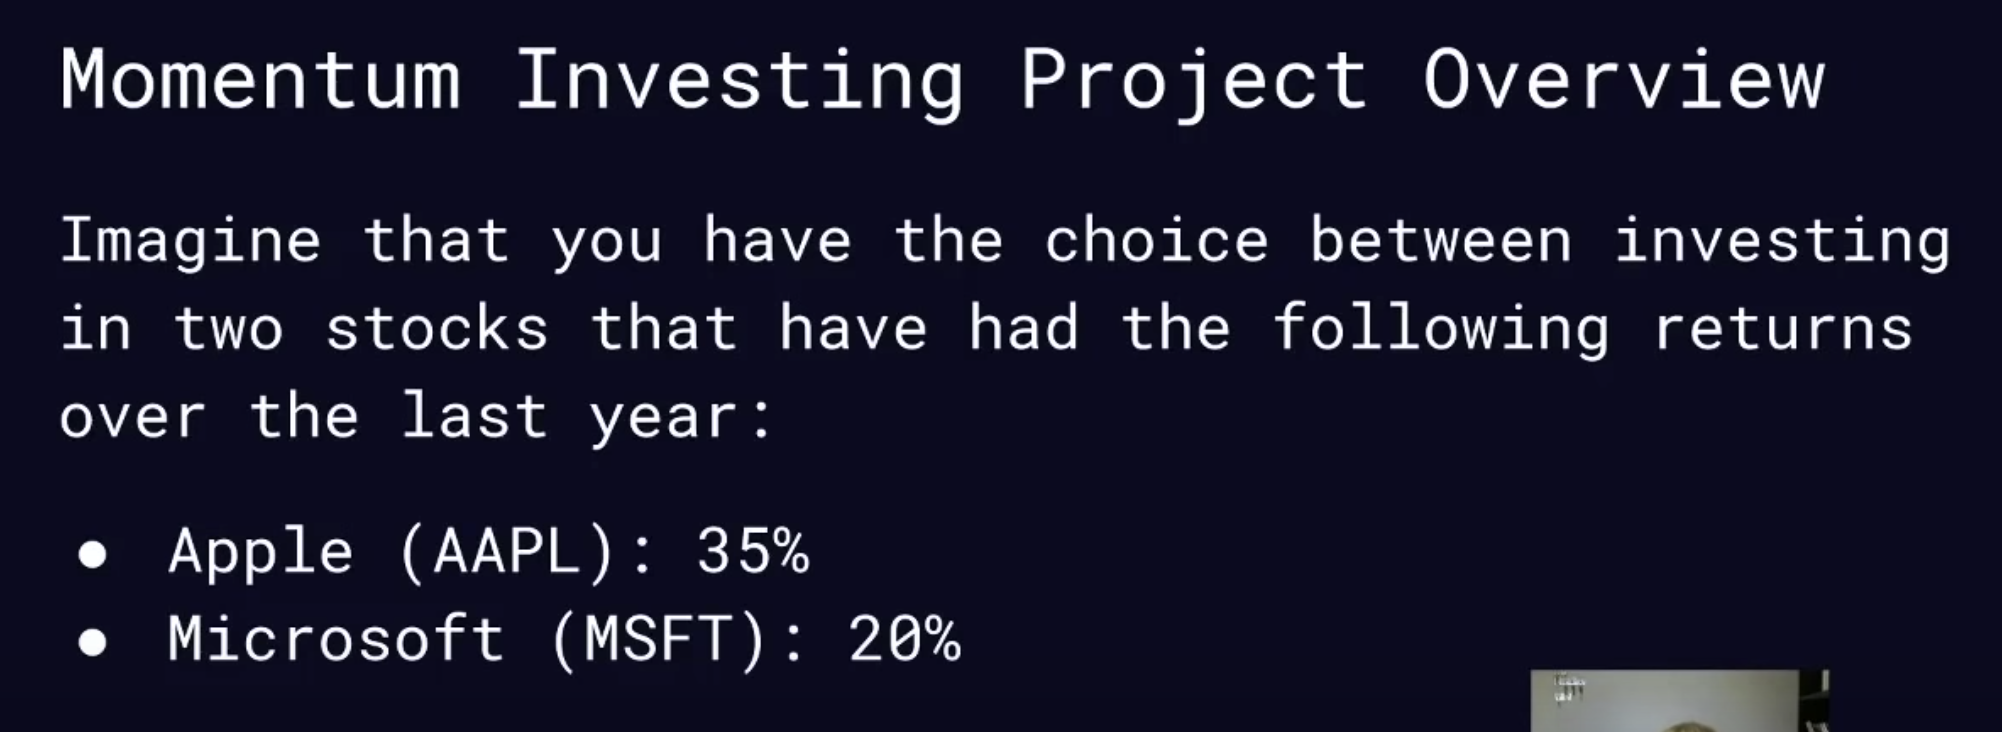 Momentum Investing Project Overview
Imagine that you have the choice between investing
in two stocks that have had the following returns
over the last year:
● Apple (AAPL): 35%
● Microsoft (MSFT): 20%